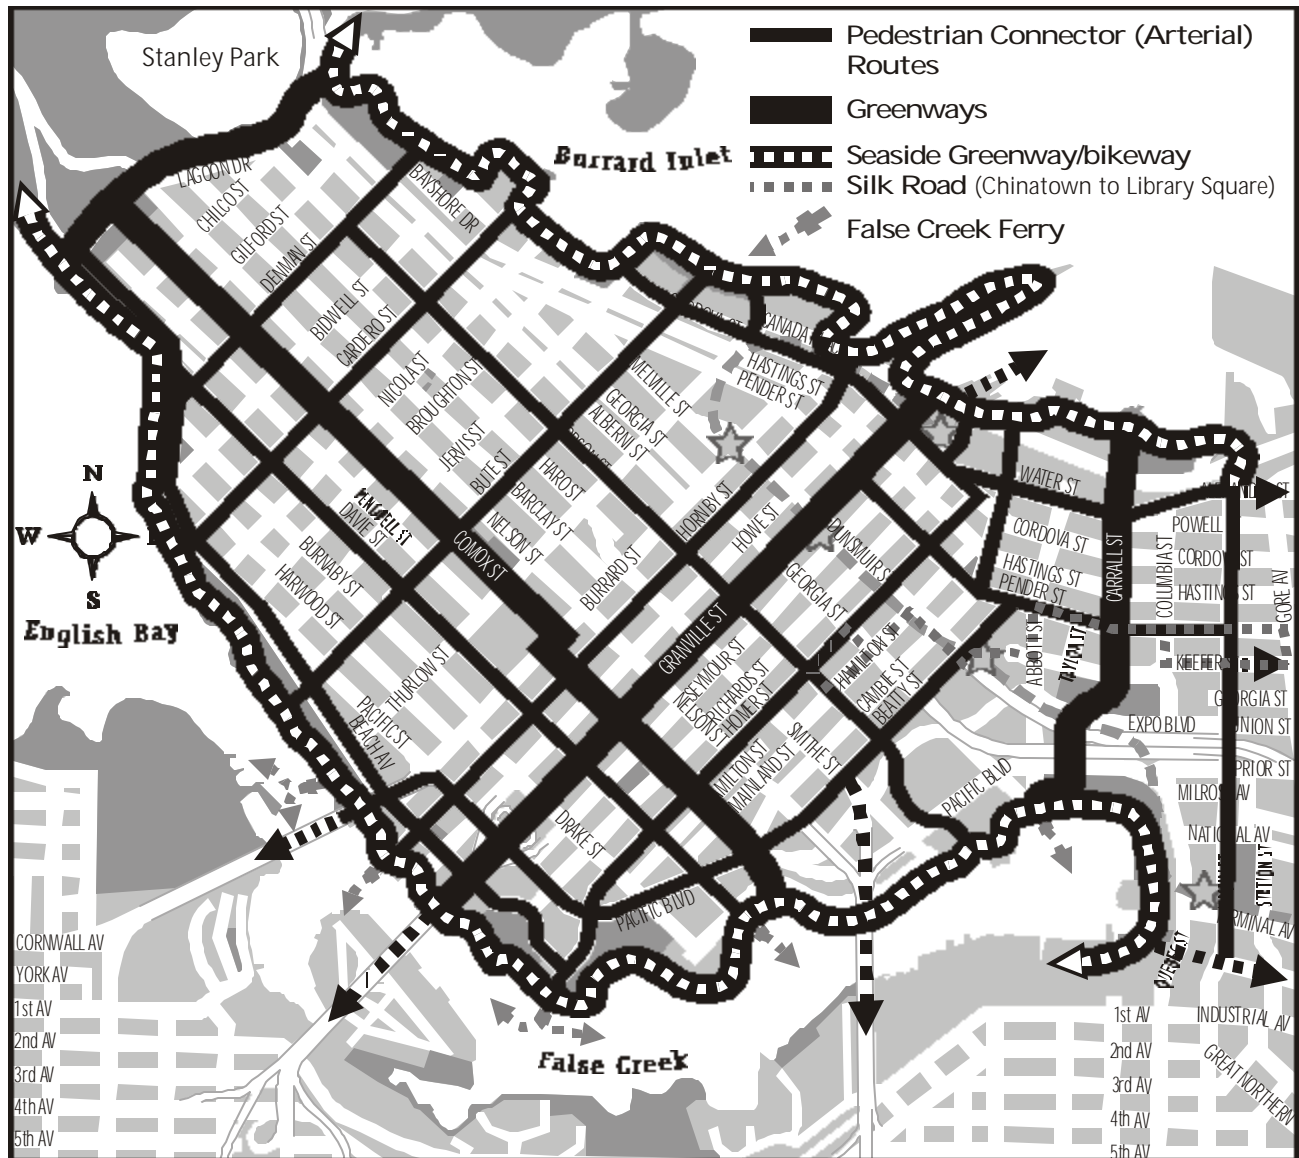 Stanley Park
Pedestrian Connector (Arterial)
Routes
Greenways
Seaside Greenway/bikeway
Silk Road (Chinatown to Library Square)
False Creek Ferry
Burrard Inlet
LAGOON DR
CHILCO ST
GILFORD ST
DENMAN ST
BAYSHORE DR
BIDWELL ST
CARDERO ST
NICOLA ST
BROUGHTON ST
JERVIS ST
BUTE ST
MELVILLE ST
GEORGIA ST
ALBERNI ST
HARO ST
BARCLAY ST
NELSON ST
COMOX ST
DAVIE ST
BURNABY ST
HARWOOD ST
HASTINGS ST
PENDER ST
HORNBY ST
HOWE ST
BURRARD ST
GRANVILLE ST
DUNSMUIR ST
GEORGIA ST
SEYMOUR ST
RICHARDS ST
HOMER ST
NELSON ST
HAMILTON ST
CAMBIE ST
BEATTY ST
SMITHE ST
MAINLAND ST
THURLOW ST
PACIFIC ST
BEACH AV
DRAKE ST
PACIFIC BLVD
PACIFIC BLVD
WATER ST
CORDOVA ST
HASTINGS ST
PENDER ST
ABBOTT ST
TAYLOR ST
CARRALL ST
COLUMBIA ST
POWELL
CORDOVA ST
HASTINGS ST
GORE AV
KEEFER
GEORGIA ST
EXPO BLVD
UNION ST
PRIOR ST
MILROSS AV
NATIONAL AV
STATION ST
QUEBEC ST
INDUSTRIAL AV
GREAT NORTHERN
N
W
S
English Bay
False Creek
CORNWALL AV
YORK AV
1st AV
2nd AV
3rd AV
4th AV
5th AV
1st AV
2nd AV
3rd AV
4th AV
5th AV